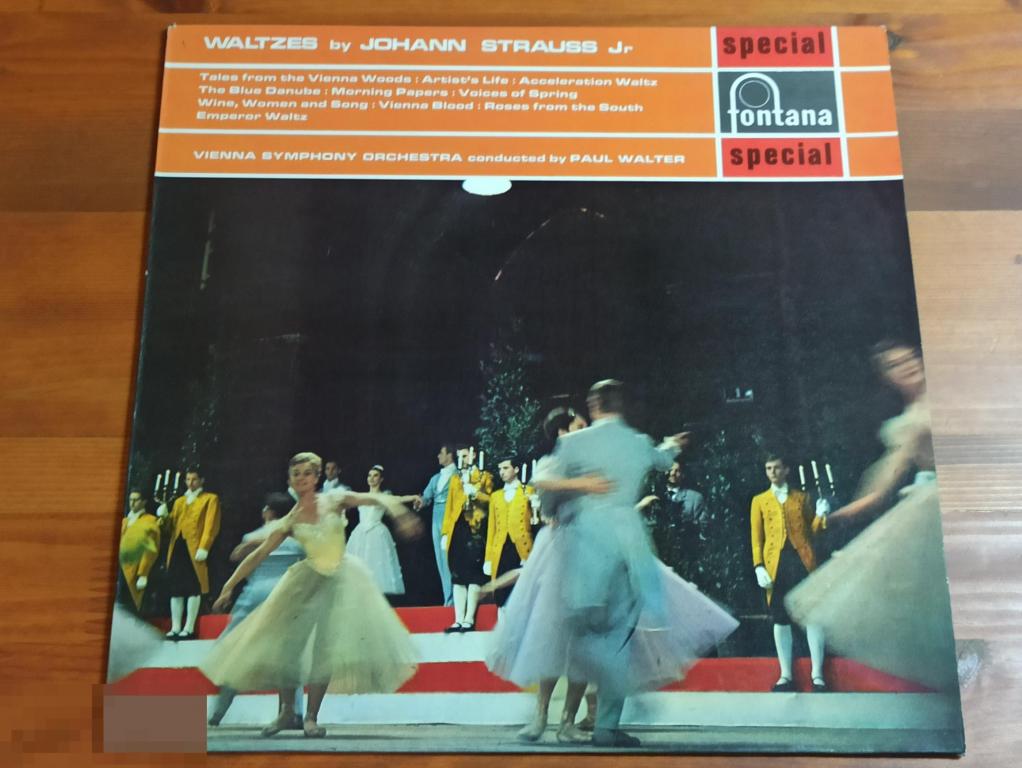 WALTZES by JOHANN STRAUSS Jr
Tales from the Vienna Woods : Artist's Life : Acceleration Waltz
The Blue Danube : Morning Papers : Voices of Spring
Wine, Women and Song : Vienna Blood : Roses from the South
Emperor Waltz
VIENNA SYMPHONY ORCHESTRA conducted by PAUL WALTER
special
fontana
special